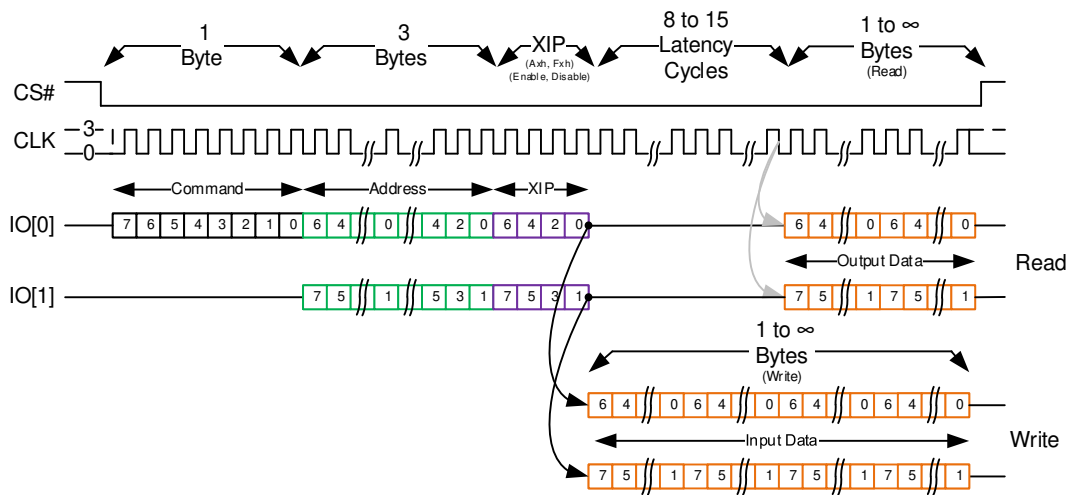 1
Byte
3
Bytes
XIP
(Axh, Fxh)
(Enable, Disable)
8 to 15
Latency
Cycles
1 to ∞
Bytes
(Read)
CS#
CLK
3
0
Command
Address
XIP
IO[0]
7 6 5 4 3 2 1 0 6 4 0 4 2 0 6 4 2 0
6 4 0 6 4 0
Output Data
Read
IO[1]
7 5 1 5 3 1 7 5 3 1
7 5 1 7 5 1
1 to ∞
Bytes
(Write)
6 4 0 6 4 0 6 4 0 6 4 0
Input Data
Write
7 5 1 7 5 1 7 5 1 7 5 1